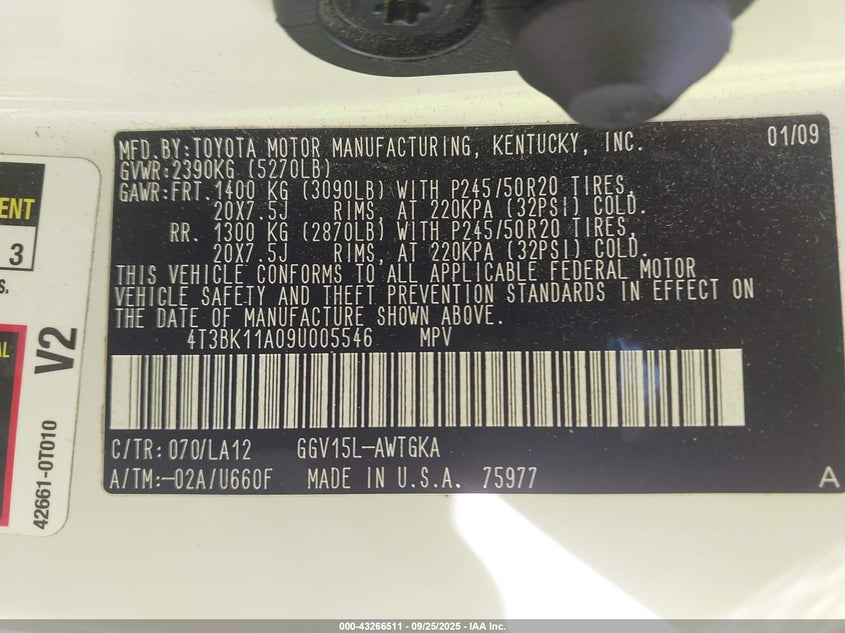 MFD.BY:TOYOTA MOTOR MANUFACTURING, KENTUCKY, INC. 01/09
GVWR:2390KG (5270LB)
GAWR:FRT. 1400 KG (3090LB) WITH P245/50R20 TIRES,
20X7.5J RIMS, AT 220KPA (32PSI) COLD.
RR. 1300 KG (2870LB) WITH P245/50R20 TIRES,
20X7.5J RIMS, AT 220KPA (32PSI) COLD.
THIS VEHICLE CONFORMS TO ALL APPLICABLE FEDERAL MOTOR
VEHICLE SAFETY AND THEFT PREVENTION STANDARDS IN EFFECT ON
THE DATE OF MANUFACTURE SHOWN ABOVE.
4T3BK11A09U005546 MPV
C/TR: 070/LA12 GGV15L-AWTGKA
A/TM:-02A/U660F MADE IN U.S.A. 75977
A
3
V2
42661-0T010
000-43266511 | 09/25/2025 | IAA Inc.